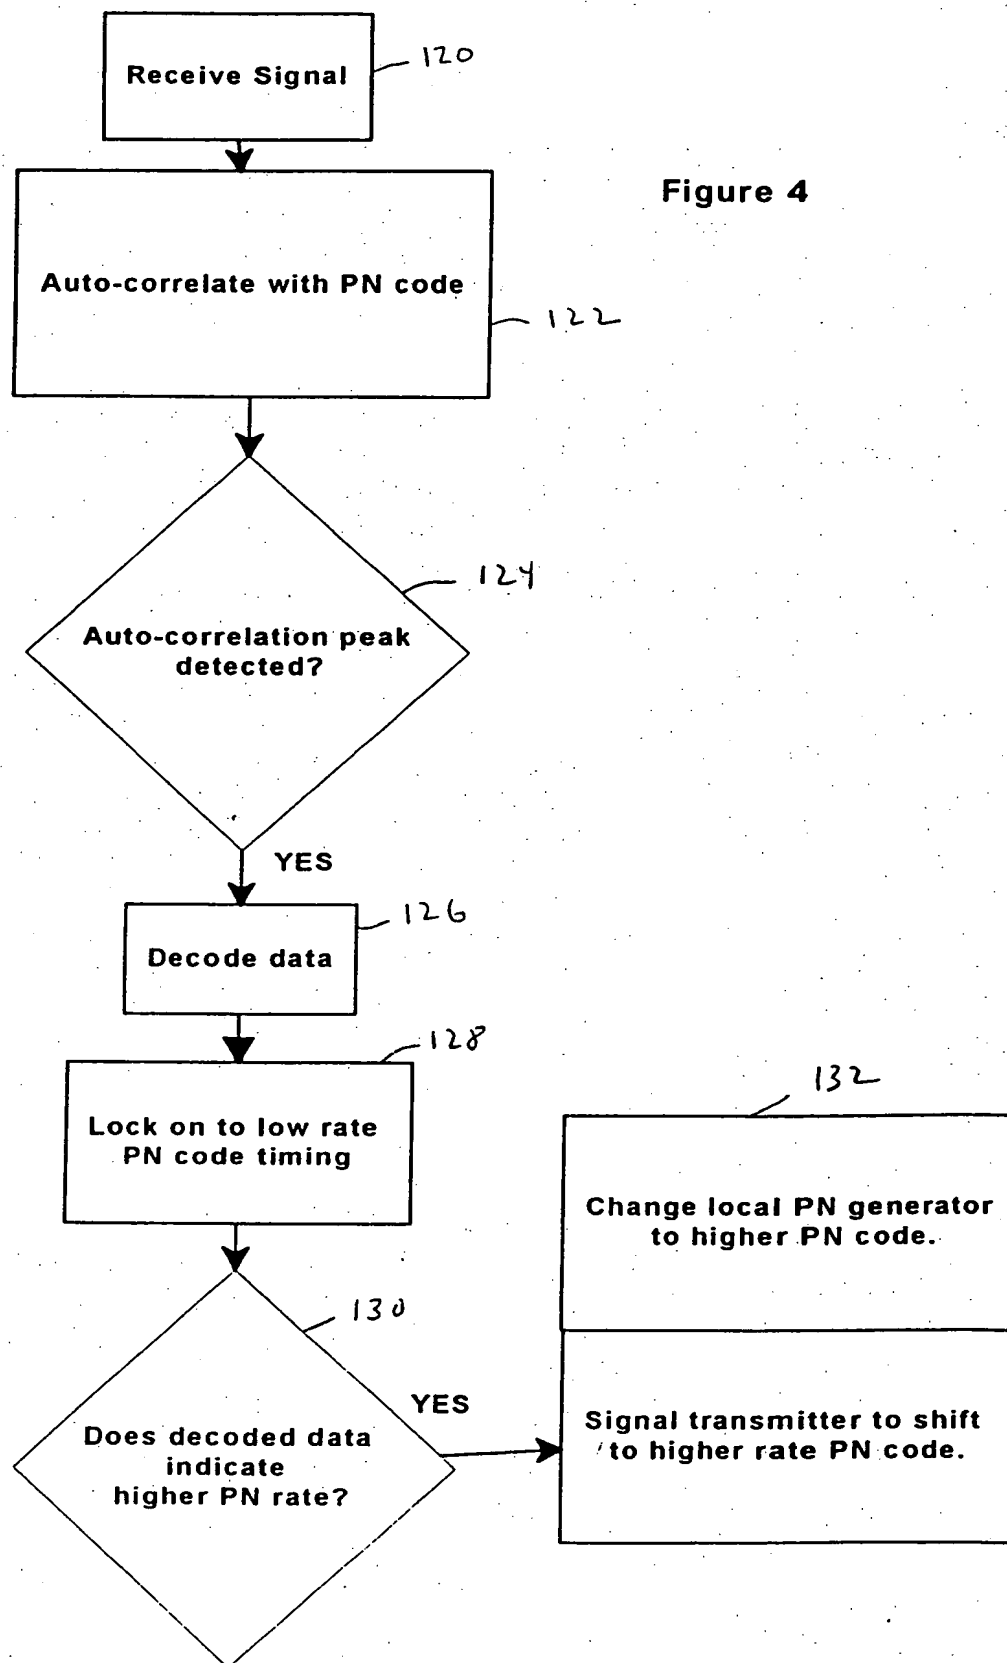 Receive Signal
120
Figure 4
Auto-correlate with PN code
122
124
Auto-correlation peak
detected?
YES
126
Decode data
128
Lock on to low rate
PN code timing
132
Change local PN generator
to higher PN code.
130
YES
Does decoded data
indicate
higher PN rate?
Signal transmitter to shift
to higher rate PN code.